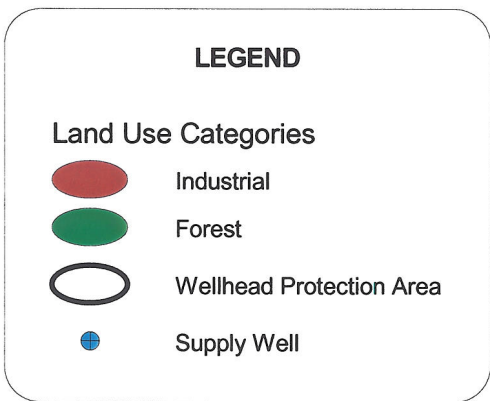 LEGEND
Land Use Categories
Industrial
Forest
Wellhead Protection Area
Supply Well